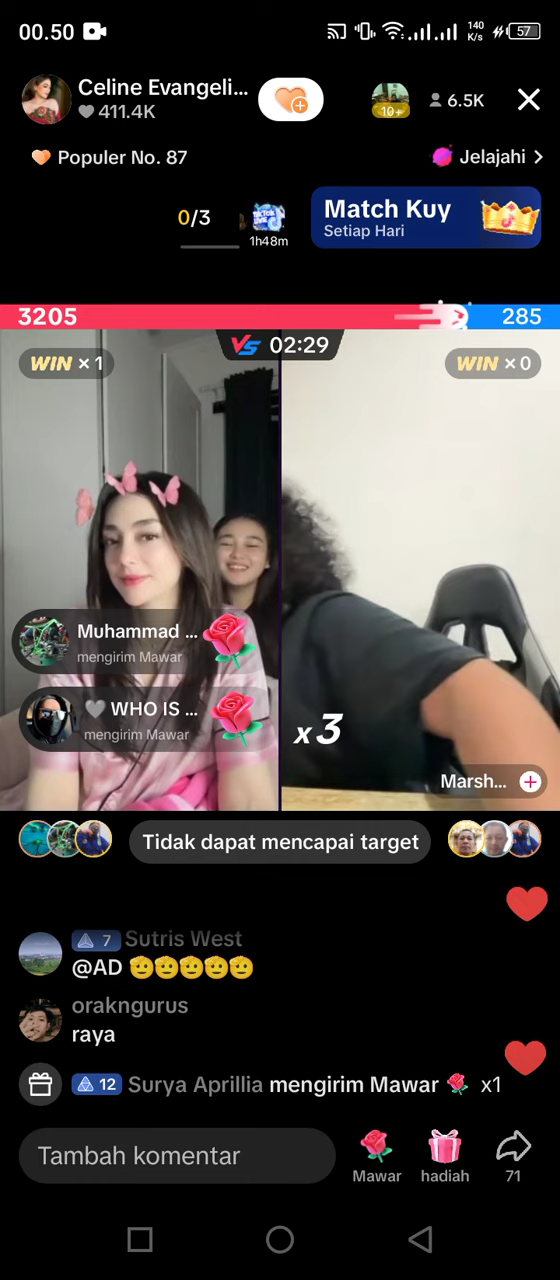 00.50
140
K/s
57
Celine Evangeli...
411.4K
10+
6.5K
Populer No. 87
Jelajahi
0/3
TikTok
LIVE
1h48m
Match Kuy
Setiap Hari
3205
285
VS 02:29
WIN × 1
WIN × 0
Muhammad ...
mengirim Mawar
🩶 WHO IS ...
mengirim Mawar
x3
Marsh...
Tidak dapat mencapai target
7 Sutris West
@AD 🫡🫡🫡🫡🫡
orakngurus
raya
12 Surya Aprillia mengirim Mawar 🌹 x1
Tambah komentar
Mawar
hadiah
71